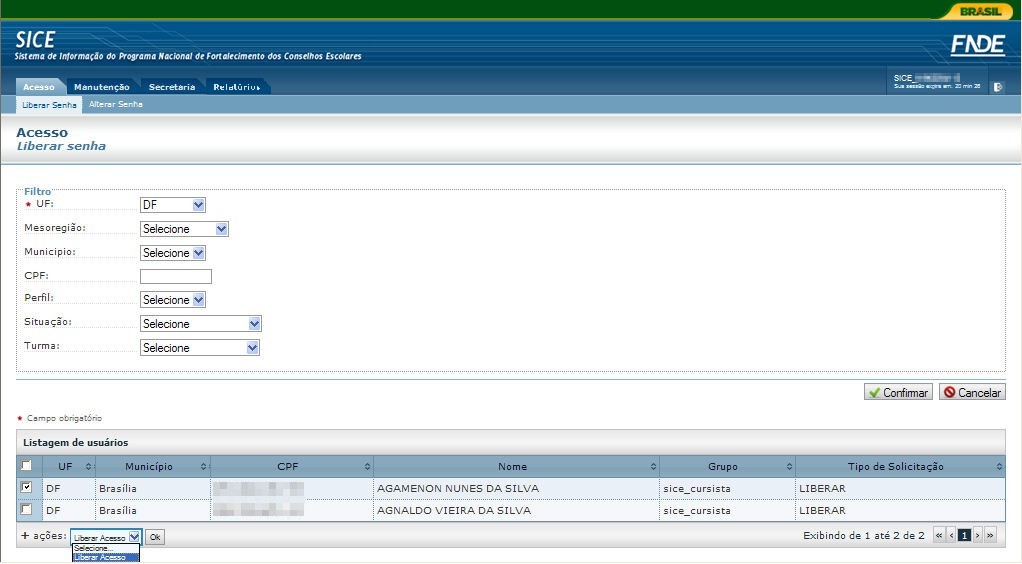 BRASIL
SICE
Sistema de Informação do Programa Nacional de Fortalecimento dos Conselhos Escolares
FNDE
Acesso Manutenção Secretaria Relatórios
SICE_
Sua sessão expira em: 20 min 26
Liberar Senha Alterar Senha
Acesso
Liberar senha
Filtro
* UF: DF
Mesoregião: Selecione
Municipio: Selecione
CPF:
Perfil: Selecione
Situação: Selecione
Turma: Selecione
Confirmar Cancelar
* Campo obrigatório
Listagem de usuários
UF Município CPF Nome Grupo Tipo de Solicitação
DF Brasília AGAMENON NUNES DA SILVA sice_cursista LIBERAR
DF Brasília AGNALDO VIEIRA DA SILVA sice_cursista LIBERAR
+ ações: Liberar Acesso Ok Exibindo de 1 até 2 de 2 « ‹ 1 › »
Selecione...
Liberar Acesso